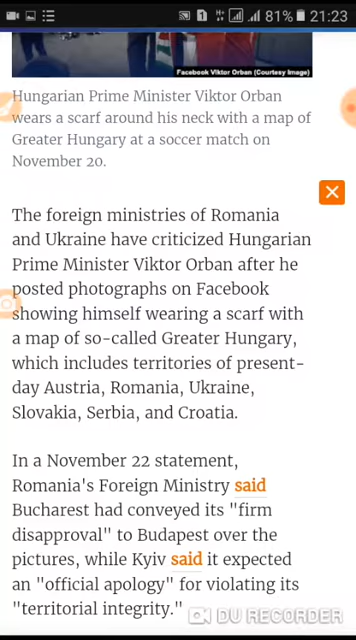 81% 21:23
Facebook Viktor Orban (Courtesy Image)
Hungarian Prime Minister Viktor Orban
wears a scarf around his neck with a map of
Greater Hungary at a soccer match on
November 20.
The foreign ministries of Romania
and Ukraine have criticized Hungarian
Prime Minister Viktor Orban after he
posted photographs on Facebook
showing himself wearing a scarf with
a map of so-called Greater Hungary,
which includes territories of present-
day Austria, Romania, Ukraine,
Slovakia, Serbia, and Croatia.
In a November 22 statement,
Romania's Foreign Ministry said
Bucharest had conveyed its "firm
disapproval" to Budapest over the
pictures, while Kyiv said it expected
an "official apology" for violating its
"territorial integrity."
DU RECORDER